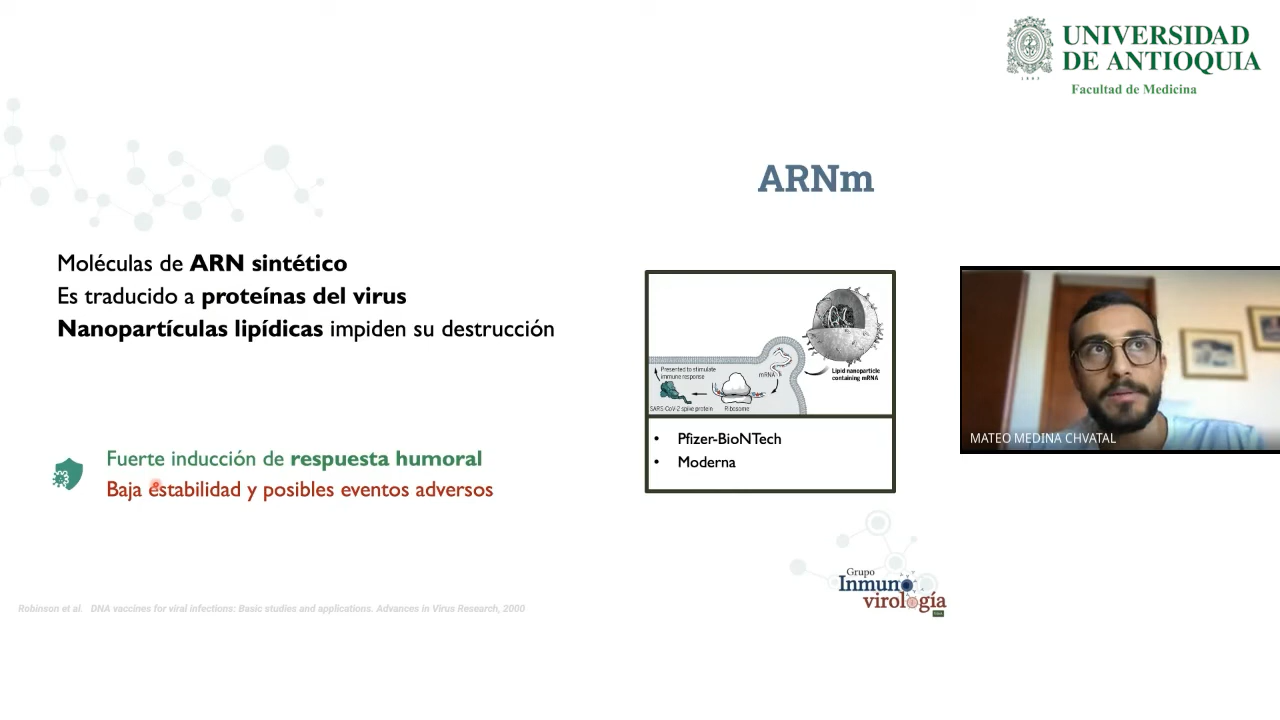 UNIVERSIDAD
DE ANTIOQUIA
1803
Facultad de Medicina
ARNm
Moléculas de ARN sintético
Es traducido a proteínas del virus
Nanopartículas lipídicas impiden su destrucción
Presented to stimulate
immune response
mRNA
Lipid nanoparticle
containing mRNA
SARS-CoV-2 spike protein
Ribosome
• Pfizer-BioNTech
• Moderna
MATEO MEDINA CHVATAL
Fuerte inducción de respuesta humoral
Baja estabilidad y posibles eventos adversos
Grupo
Inmuno
virología
Robinson et al. DNA vaccines for viral infections: Basic studies and applications. Advances in Virus Research, 2000